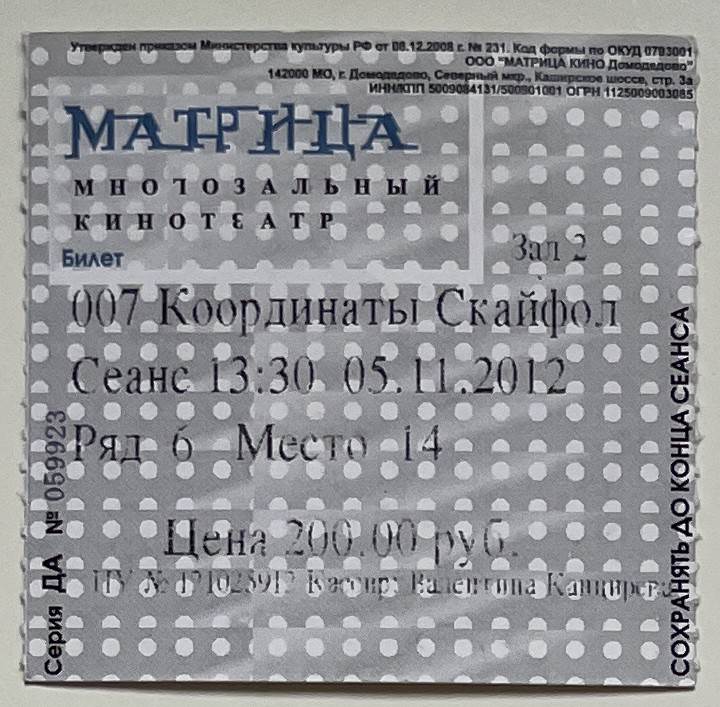 Утвержден приказом Министерства культуры РФ от 08.12.2008 г. № 231. Код формы по ОКУД 0793001
ООО "МАТРИЦА КИНО Домодедово"
142000 МО, г. Домодедово, Северный мкр., Каширское шоссе, стр. 3а
ИНН/КПП 5009084131/500901001 ОГРН 1125009003085
МАТРИЦА
МНОГОЗАЛЬНЫЙ
КИНОТЕАТР
Билет
Зал 2
007 Координаты Скайфол
Сеанс 13:30 05.11.2012
Ряд 6 Место 14
Цена 200.00 руб.
Кассир: Валентина
Серия ДА № 059923
СОХРАНЯТЬ ДО КОНЦА СЕАНСА